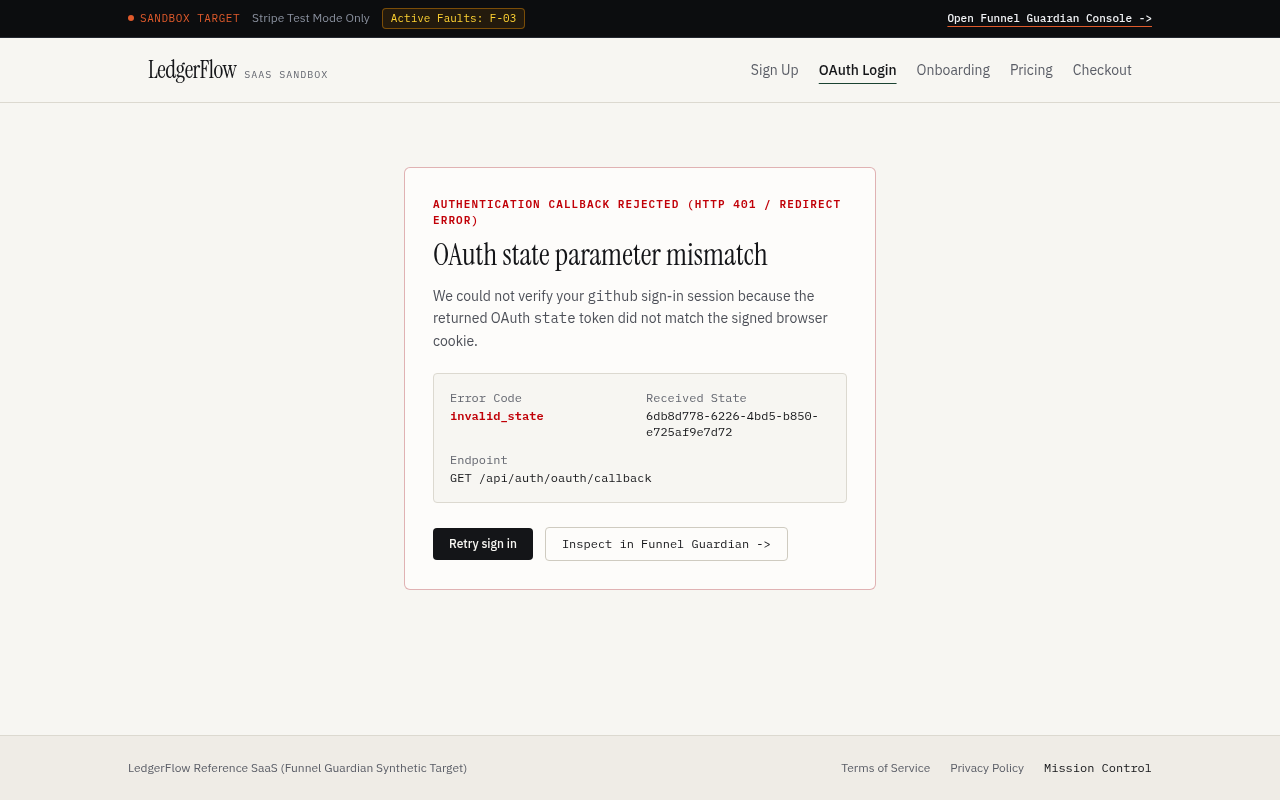 SANDBOX TARGET Stripe Test Mode Only Active Faults: F-03 Open Funnel Guardian Console ->
LedgerFlow SAAS SANDBOX Sign Up OAuth Login Onboarding Pricing Checkout
AUTHENTICATION CALLBACK REJECTED (HTTP 401 / REDIRECT
ERROR)
OAuth state parameter mismatch
We could not verify your github sign-in session because the
returned OAuth state token did not match the signed browser
cookie.
Error Code Received State
invalid_state 6db8d778-6226-4bd5-b850-
e725af9e7d72
Endpoint
GET /api/auth/oauth/callback
Retry sign in Inspect in Funnel Guardian ->
LedgerFlow Reference SaaS (Funnel Guardian Synthetic Target) Terms of Service Privacy Policy Mission Control